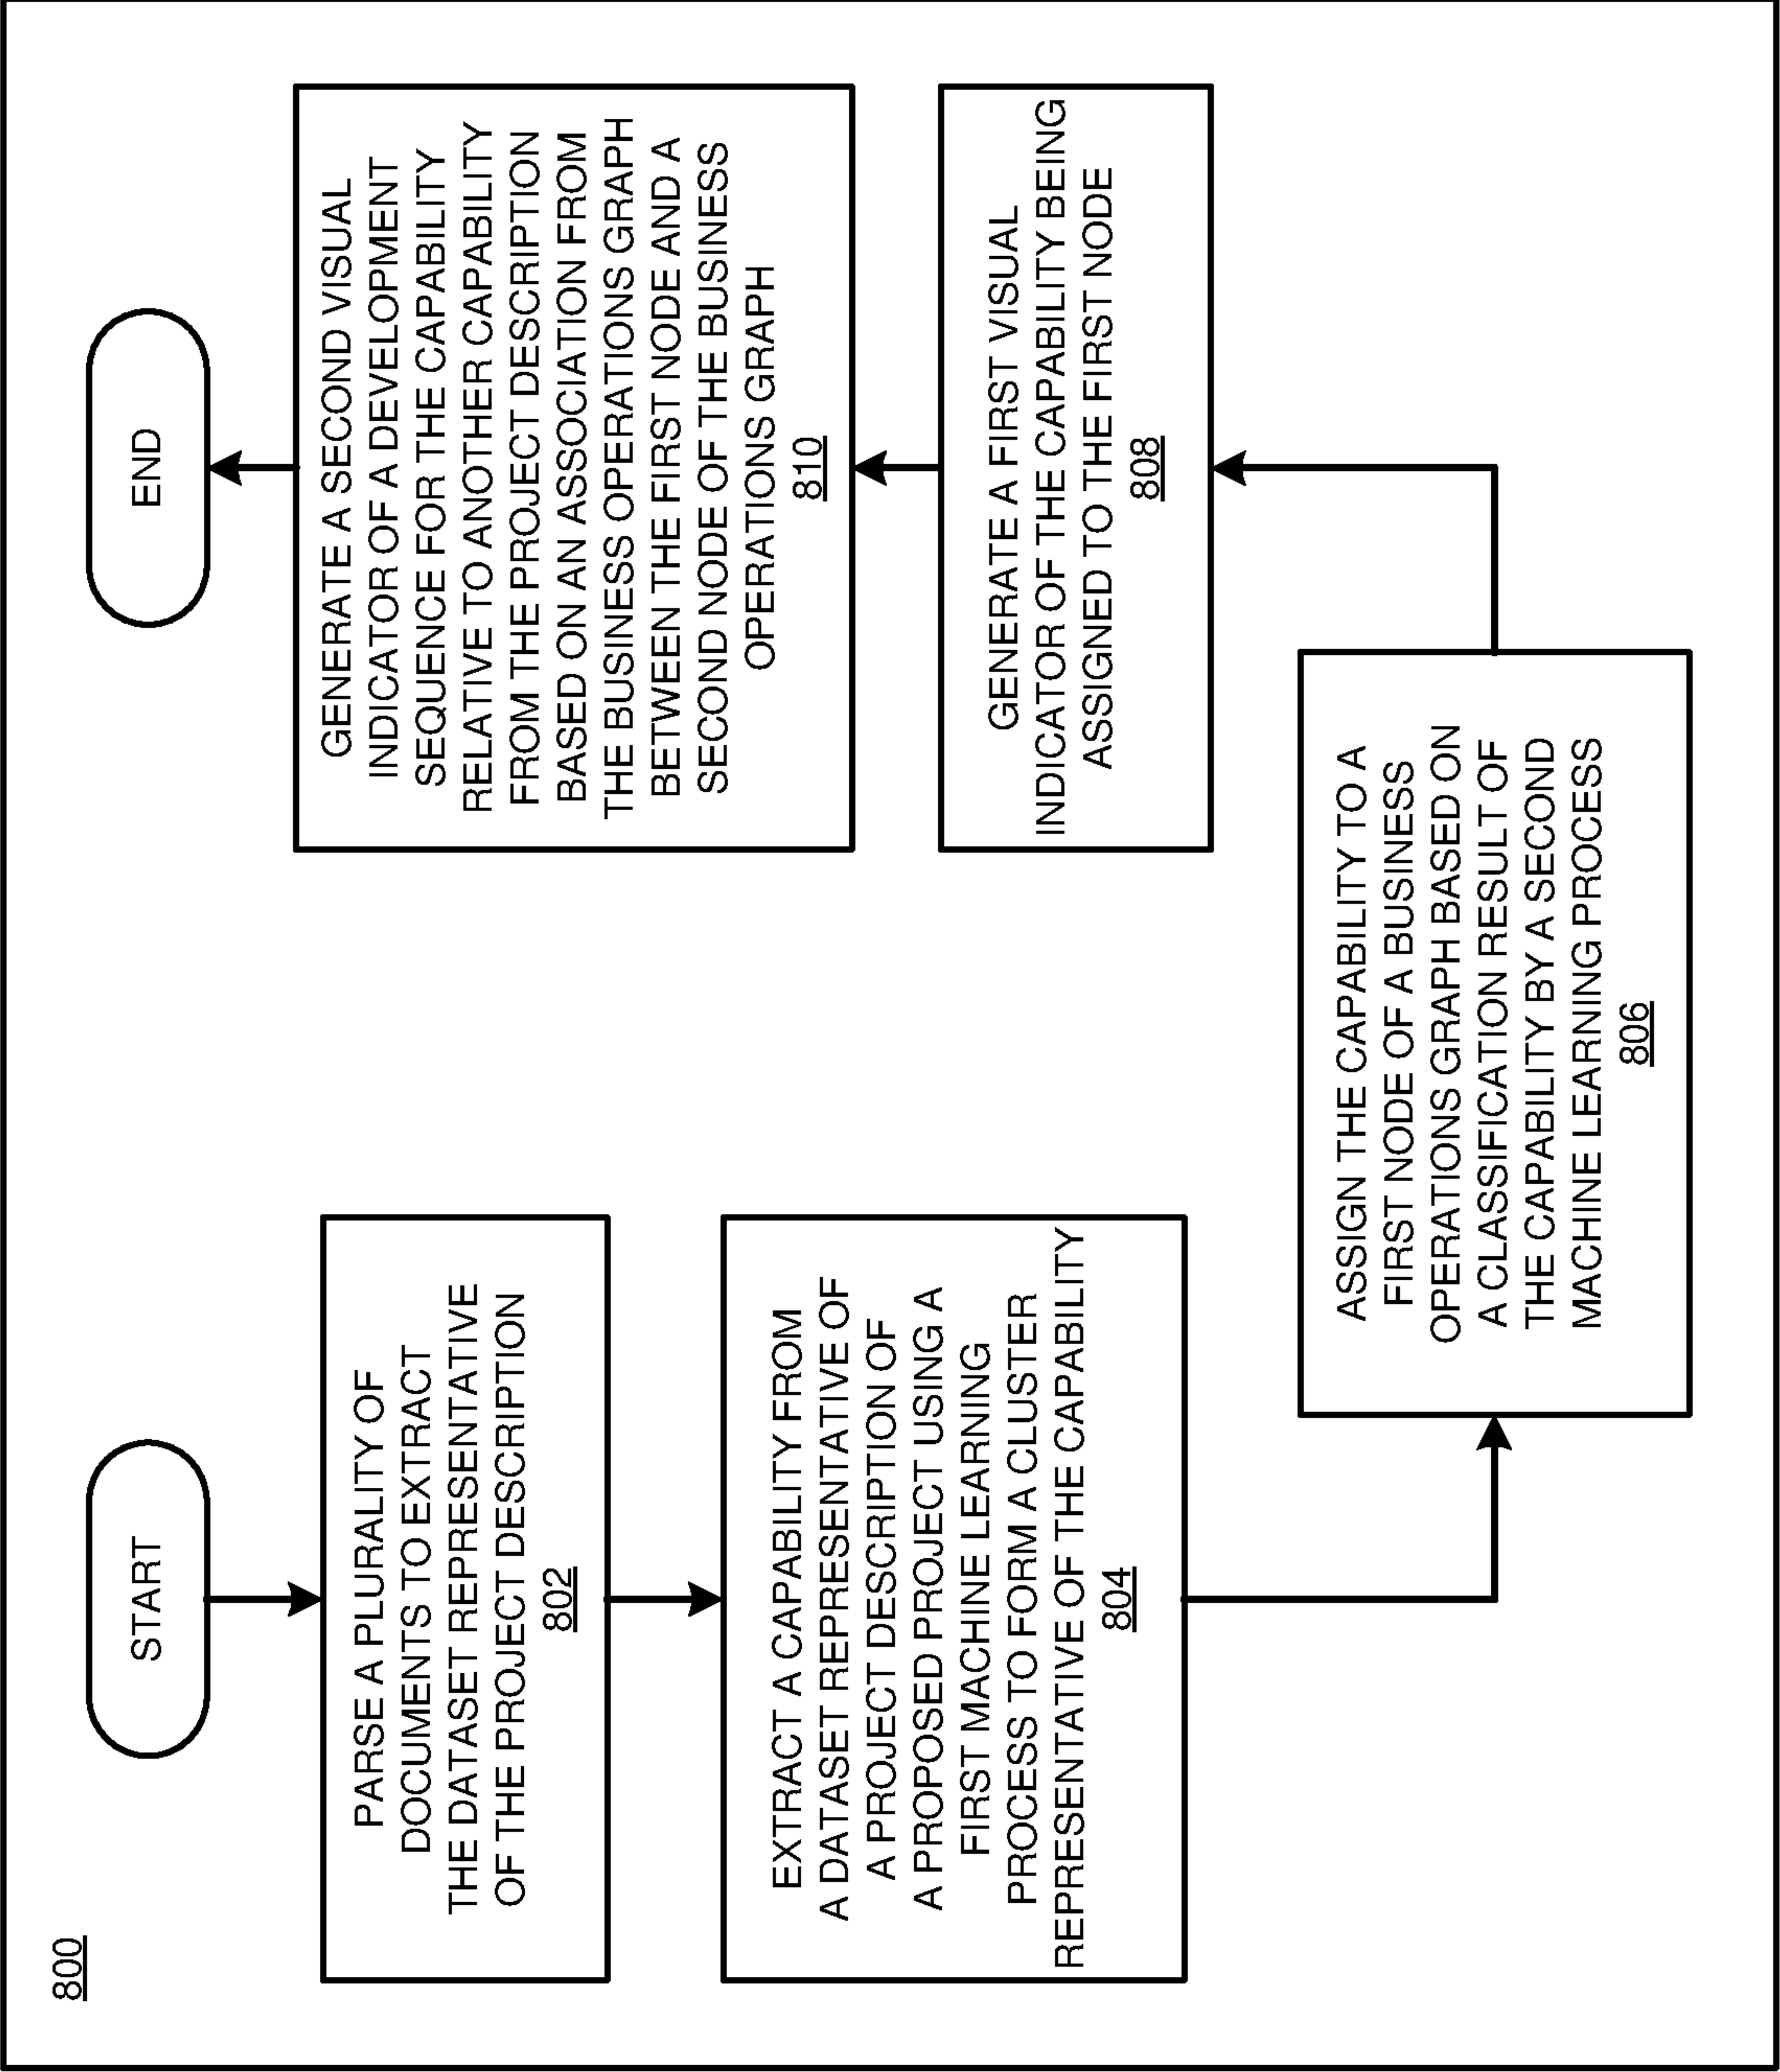 800
START
PARSE A PLURALITY OF
DOCUMENTS TO EXTRACT
THE DATASET REPRESENTATIVE
OF THE PROJECT DESCRIPTION
802
EXTRACT A CAPABILITY FROM
A DATASET REPRESENTATIVE OF
A PROJECT DESCRIPTION OF
A PROPOSED PROJECT USING A
FIRST MACHINE LEARNING
PROCESS TO FORM A CLUSTER
REPRESENTATIVE OF THE CAPABILITY
804
ASSIGN THE CAPABILITY TO A
FIRST NODE OF A BUSINESS
OPERATIONS GRAPH BASED ON
A CLASSIFICATION RESULT OF
THE CAPABILITY BY A SECOND
MACHINE LEARNING PROCESS
806
GENERATE A FIRST VISUAL
INDICATOR OF THE CAPABILITY BEING
ASSIGNED TO THE FIRST NODE
808
GENERATE A SECOND VISUAL
INDICATOR OF A DEVELOPMENT
SEQUENCE FOR THE CAPABILITY
RELATIVE TO ANOTHER CAPABILITY
FROM THE PROJECT DESCRIPTION
BASED ON AN ASSOCIATION FROM
THE BUSINESS OPERATIONS GRAPH
BETWEEN THE FIRST NODE AND A
SECOND NODE OF THE BUSINESS
OPERATIONS GRAPH
810
END